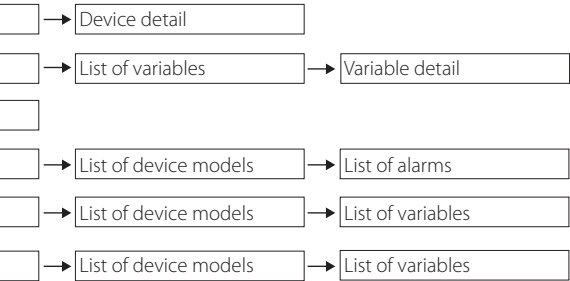 Device detail
List of variables Variable detail
List of device models List of alarms
List of device models List of variables
List of device models List of variables